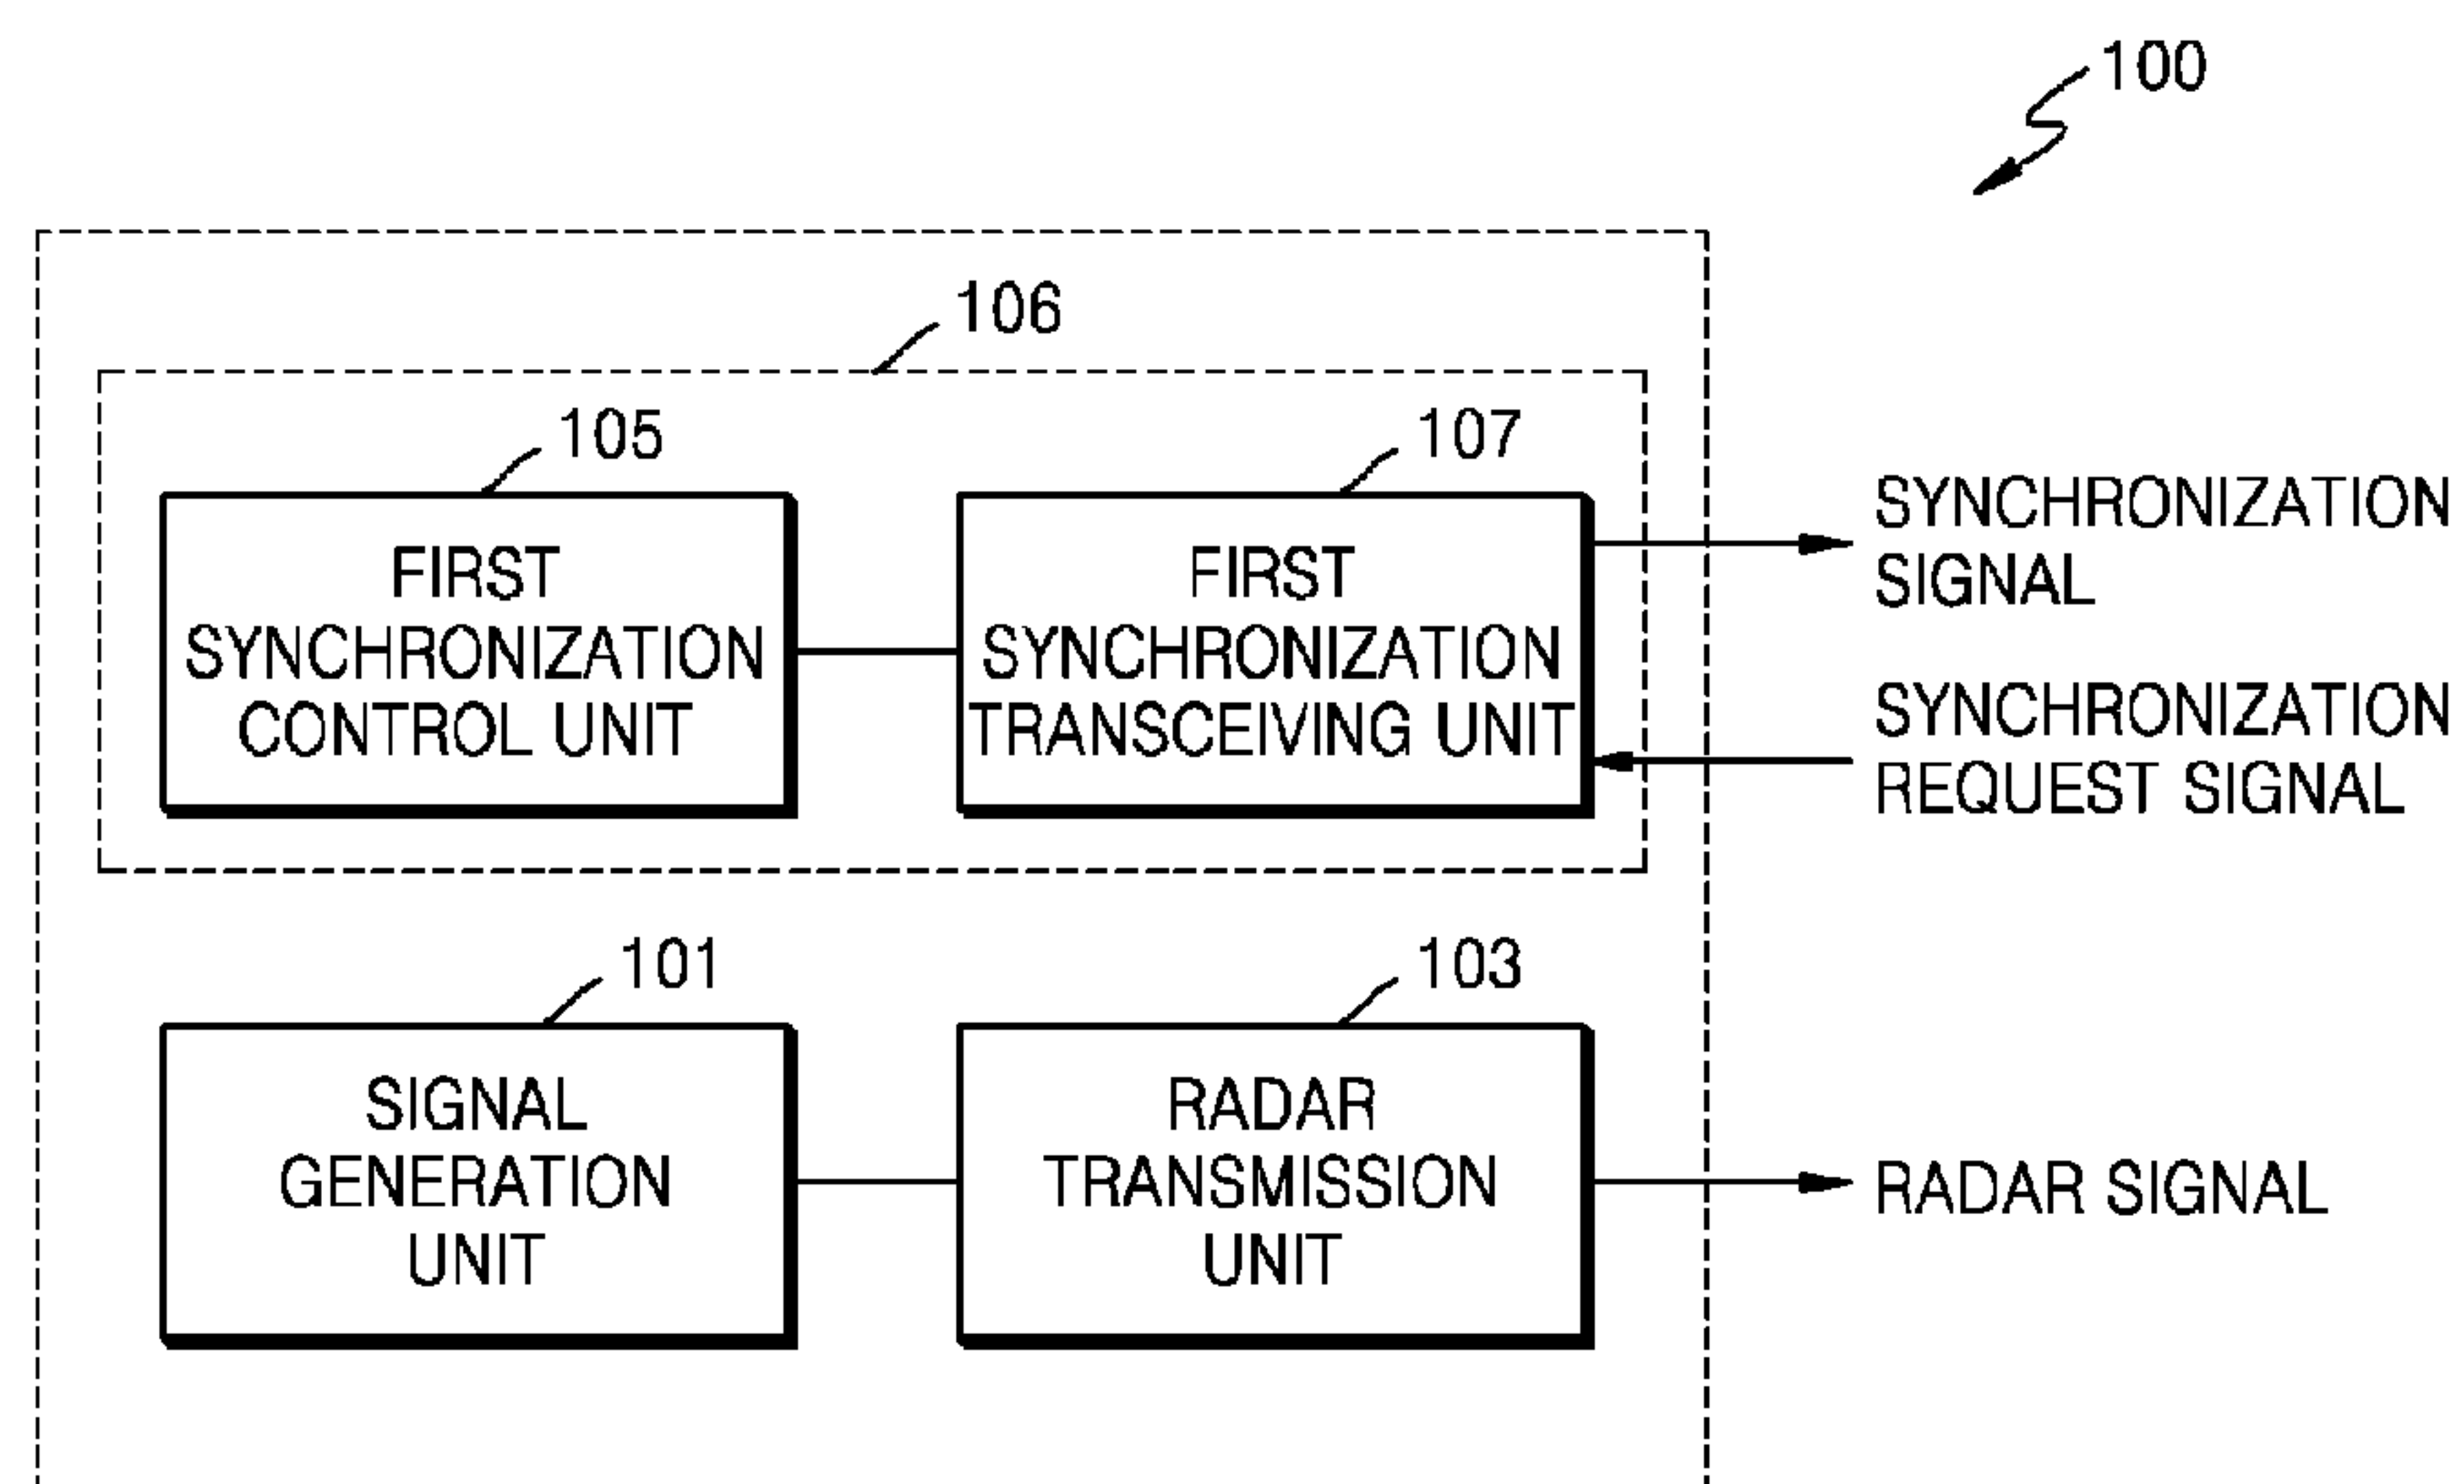 100
106
105
107
FIRST
SYNCHRONIZATION
CONTROL UNIT
FIRST
SYNCHRONIZATION
TRANSCEIVING UNIT
SYNCHRONIZATION
SIGNAL
SYNCHRONIZATION
REQUEST SIGNAL
101
103
SIGNAL
GENERATION
UNIT
RADAR
TRANSMISSION
UNIT
RADAR SIGNAL